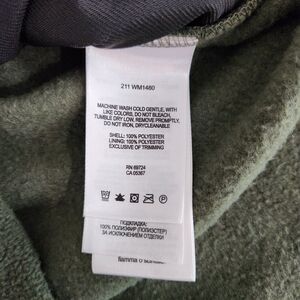 211 WM1460
MACHINE WASH COLD GENTLE, WITH
LIKE COLORS, DO NOT BLEACH,
TUMBLE DRY LOW, REMOVE PROMPTLY,
DO NOT IRON, DRYCLEANABLE
SHELL: 100% POLYESTER
LINING: 100% POLYESTER
EXCLUSIVE OF TRIMMING
RN 69724
CA 05367
ПОДКЛАДКА:
100% ПОЛИЭФИР (ПОЛИЭСТЕР)
ЗА ИСКЛЮЧЕНИЕМ ОТДЕЛКИ